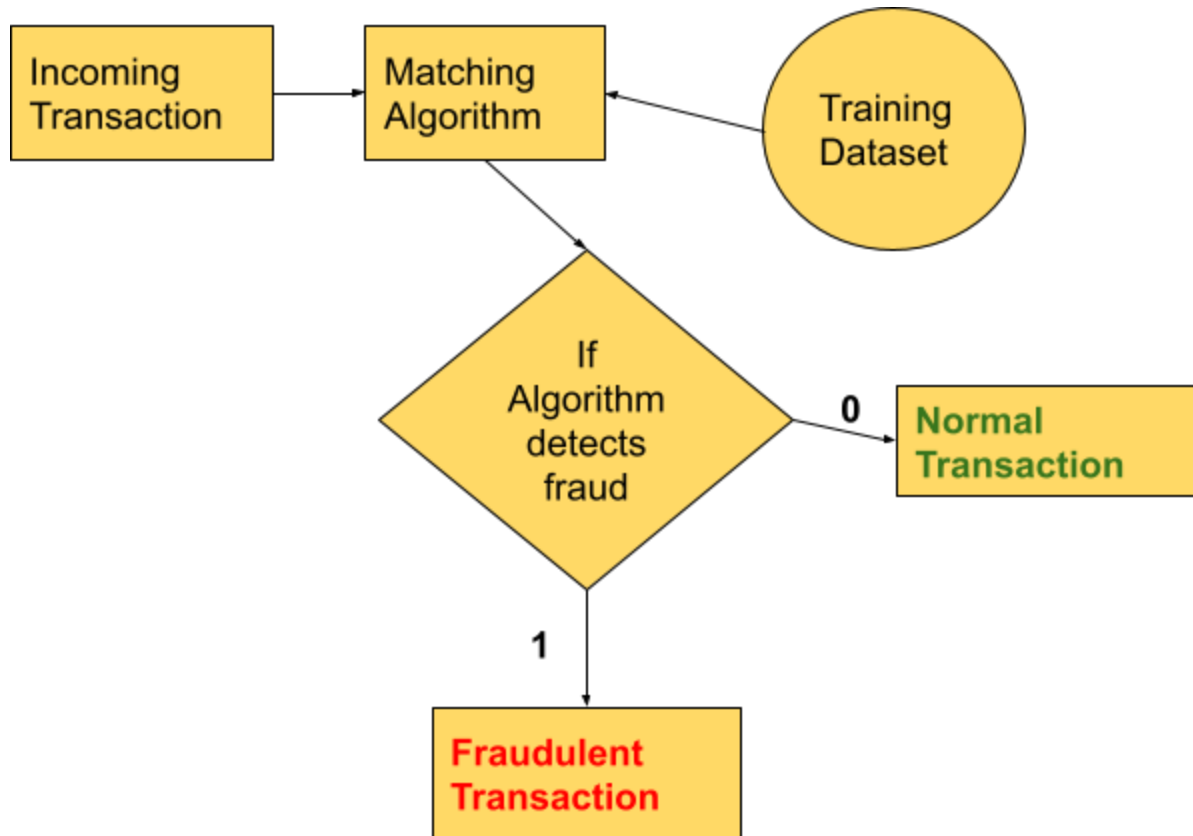 Incoming
Transaction
Matching
Algorithm
Training
Dataset
If
Algorithm
detects
fraud
0
Normal
Transaction
1
Fraudulent
Transaction